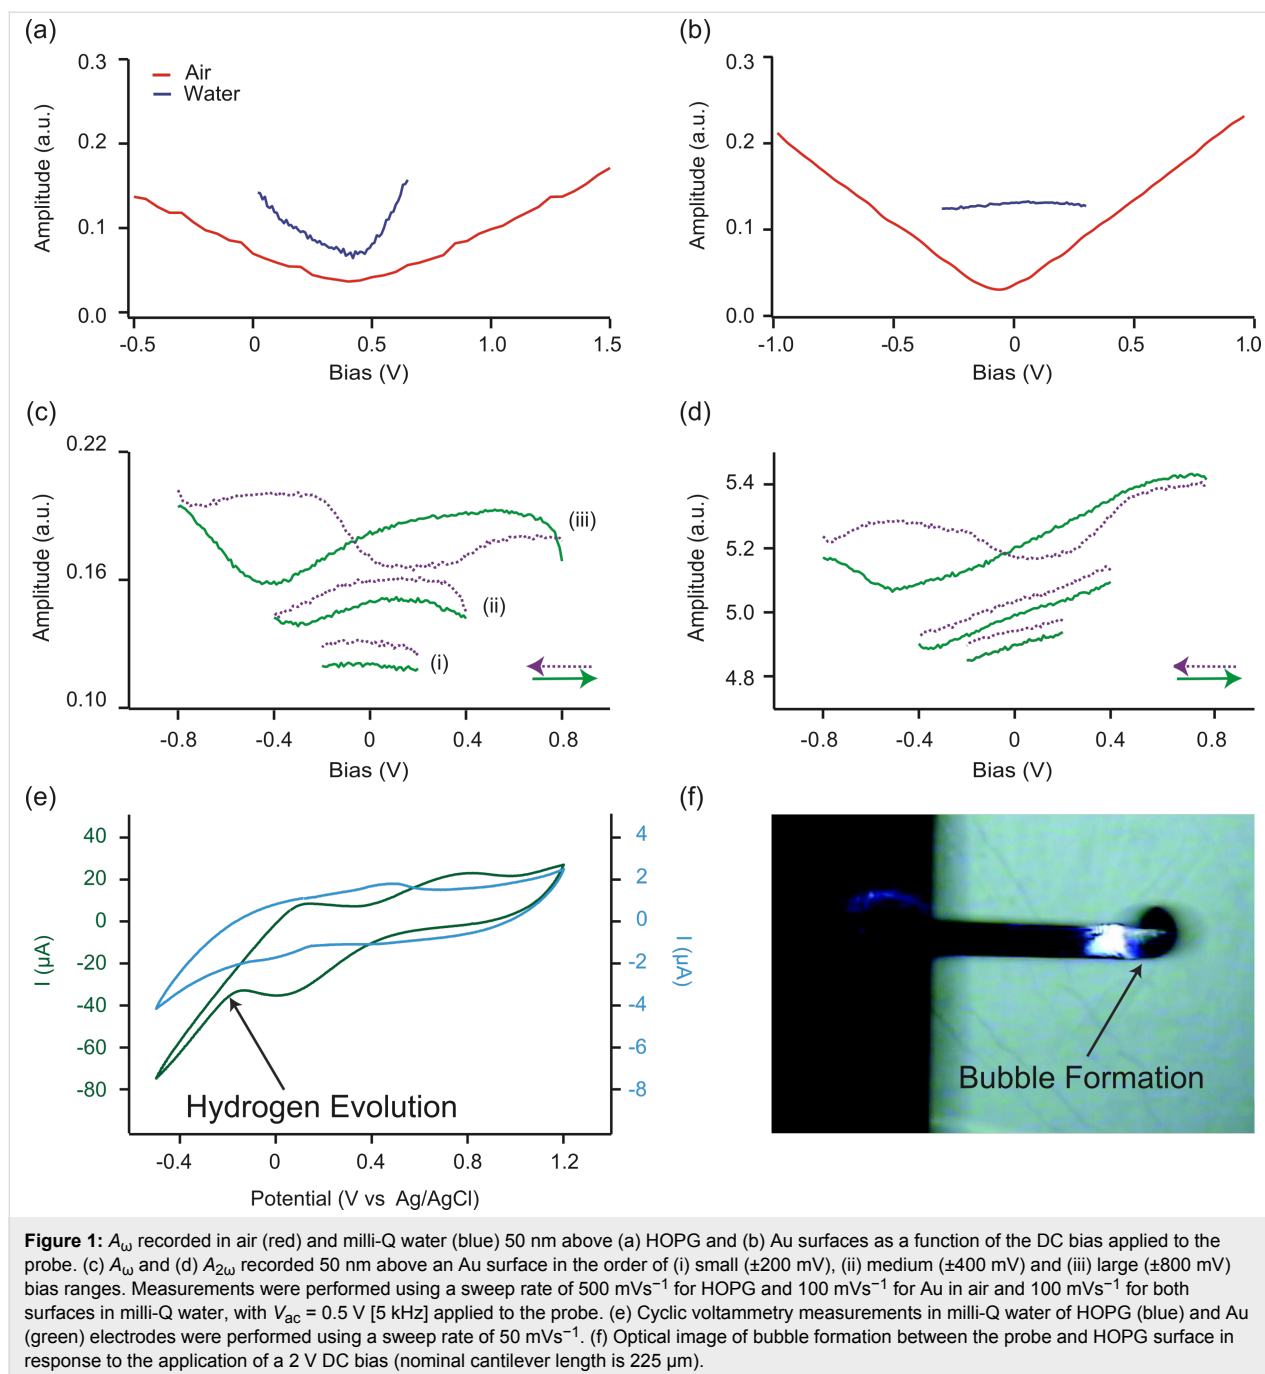 (a)
(b)
0.3
0.2
0.1
0.0
Amplitude (a.u.)
Air
Water
-0.5 0 0.5 1.0 1.5
Bias (V)
0.3
0.2
0.1
0.0
Amplitude (a.u.)
-1.0 -0.5 0 0.5 1.0
Bias (V)
(c)
(d)
0.22
0.16
0.10
Amplitude (a.u.)
(iii)
(ii)
(i)
-0.8 -0.4 0 0.4 0.8
Bias (V)
5.4
5.2
5.0
4.8
Amplitude (a.u.)
-0.8 -0.4 0 0.4 0.8
Bias (V)
(e)
(f)
40
20
0
-20
-40
-60
-80
I (µA)
4
2
0
-2
-4
-6
-8
I (µA)
Hydrogen Evolution
-0.4 0 0.4 0.8 1.2
Potential (V vs Ag/AgCl)
Bubble Formation
Figure 1: Aω recorded in air (red) and milli-Q water (blue) 50 nm above (a) HOPG and (b) Au surfaces as a function of the DC bias applied to the
probe. (c) Aω and (d) A2ω recorded 50 nm above an Au surface in the order of (i) small (±200 mV), (ii) medium (±400 mV) and (iii) large (±800 mV)
bias ranges. Measurements were performed using a sweep rate of 500 mVs−1 for HOPG and 100 mVs−1 for Au in air and 100 mVs−1 for both
surfaces in milli-Q water, with Vac = 0.5 V [5 kHz] applied to the probe. (e) Cyclic voltammetry measurements in milli-Q water of HOPG (blue) and Au
(green) electrodes were performed using a sweep rate of 50 mVs−1. (f) Optical image of bubble formation between the probe and HOPG surface in
response to the application of a 2 V DC bias (nominal cantilever length is 225 µm).